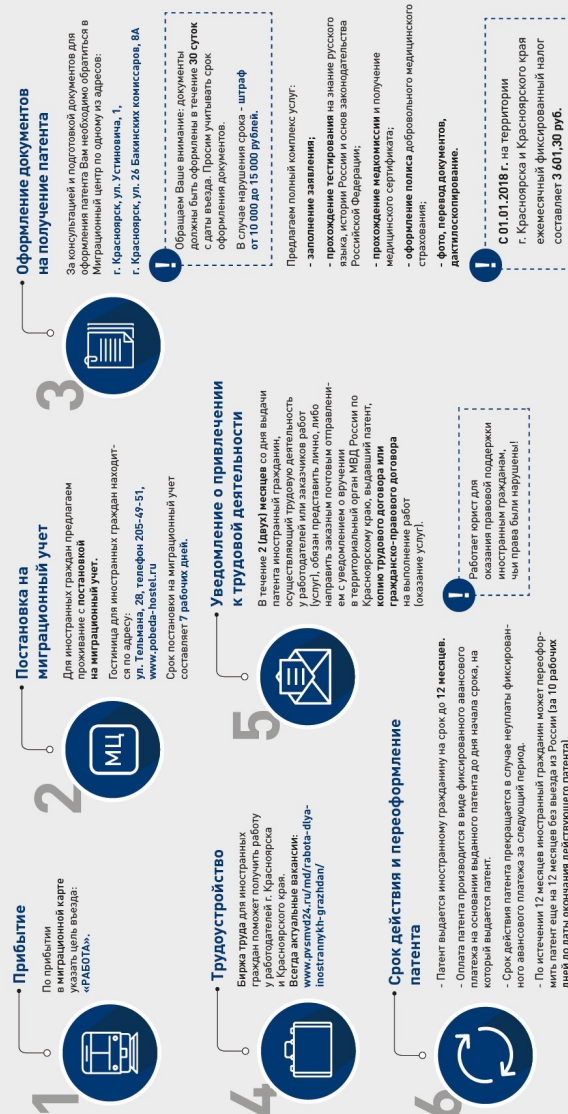 1
Прибытие
По прибытии
в миграционной карте
указать цель въезда:
«РАБОТА».
2
МЦ
Постановка на
миграционный учет
Для иностранных граждан предлагаем
проживание с постановкой
на миграционный учет.
Гостиница для иностранных граждан находит-
ся по адресу:
ул. Тельмана, 28, телефон 205-49-51,
www.pobeda-hostel.ru
Срок постановки на миграционный учет
составляет 7 рабочих дней.
3
Оформление документов
на получение патента
За консультацией и подготовкой документов для
оформления патента Вам необходимо обратиться в
Миграционный центр по одному из адресов:
г. Красноярск, ул. Устиновича, 1,
г. Красноярск, ул. 26 Бакинских комиссаров, 8А
!
Обращаем Ваше внимание: документы
должны быть оформлены в течение 30 суток
с даты въезда. Просим учитывать срок
оформления документов.
В случае нарушения срока - штраф
от 10 000 до 15 000 рублей.
Предлагаем полный комплекс услуг:
- заполнение заявления;
- прохождение тестирования на знание русского
языка, истории России и основ законодательства
Российской Федерации;
- прохождение медкомиссии и получение
медицинского сертификата;
- оформление полиса добровольного медицинского
страхования;
- фото, перевод документов,
дактилоскопирование.
!
С 01.01.2018 г. на территории
г. Красноярска и Красноярского края
ежемесячный фиксированный налог
составляет 3 601,30 руб.
4
Трудоустройство
Биржа труда для иностранных
граждан поможет получить работу
у работодателей г. Красноярска
и Красноярского края.
Всегда актуальные вакансии:
www.pvsmvd24.ru/md/rabota-dlya-
inostrannykh-grazhdan/
5
Уведомление о привлечении
к трудовой деятельности
В течение 2 (двух) месяцев со дня выдачи
патента иностранный гражданин,
осуществляющий трудовую деятельность
у работодателей или заказчиков работ
(услуг), обязан представить лично, либо
направить заказным почтовым отправлени-
ем с уведомлением о вручении
в территориальный орган МВД России по
Красноярскому краю, выдавший патент,
копию трудового договора или
гражданско-правового договора
на выполнение работ
(оказание услуг).
!
Работает юрист для
оказания правовой поддержки
иностранным гражданам,
чьи права были нарушены!
6
Срок действия и переоформление
патента
- Патент выдается иностранному гражданину на срок до 12 месяцев.
- Оплата патента производится в виде фиксированного авансового
платежа на основании выданного патента до дня начала срока, на
который выдается патент.
- Срок действия патента прекращается в случае неуплаты фиксирован-
ного авансового платежа за следующий период.
- По истечении 12 месяцев иностранный гражданин может переофор-
мить патент еще на 12 месяцев без выезда из России (за 10 рабочих
дней до даты окончания действующего патента)